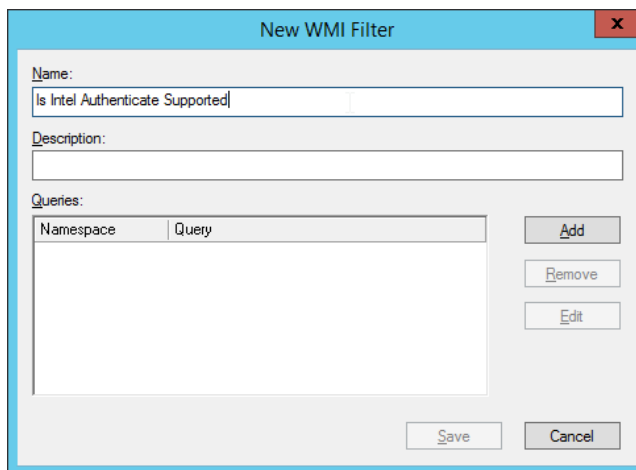 New WMI Filter
x
Name:
Is Intel Authenticate Supported
Description:
Queries:
Namespace Query
Add
Remove
Edit
Save Cancel